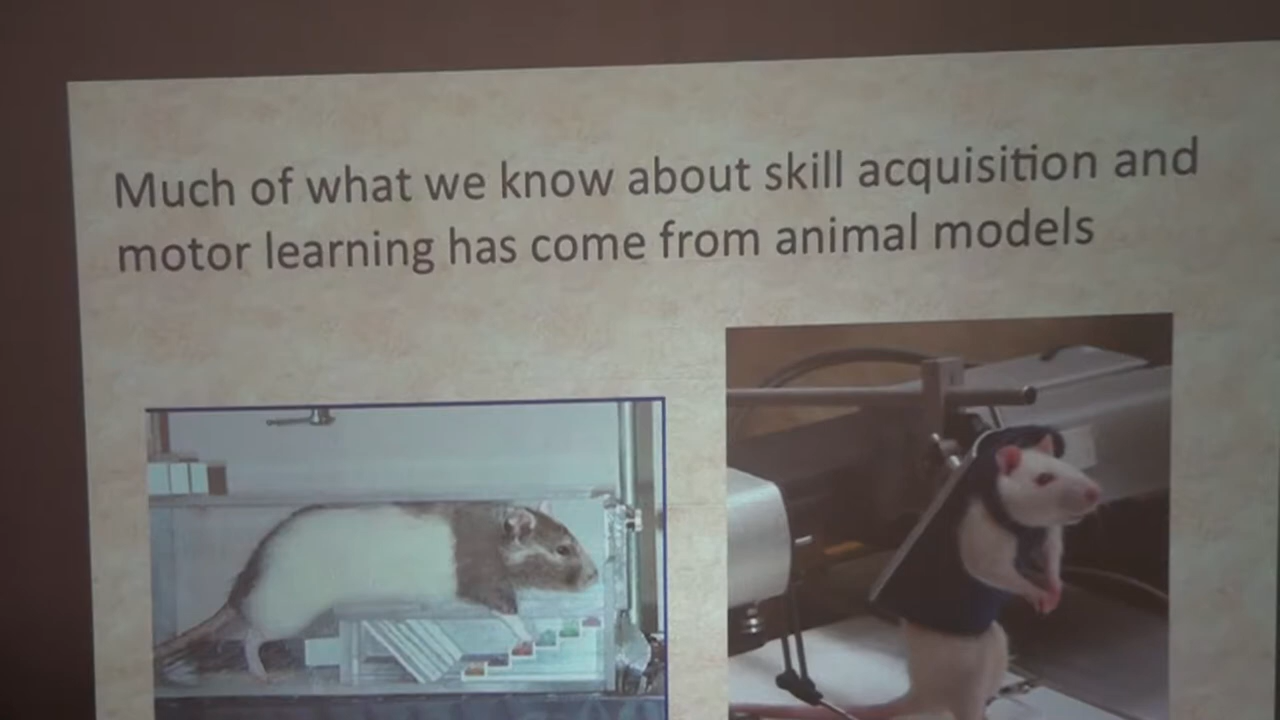 Much of what we know about skill acquisition and
motor learning has come from animal models